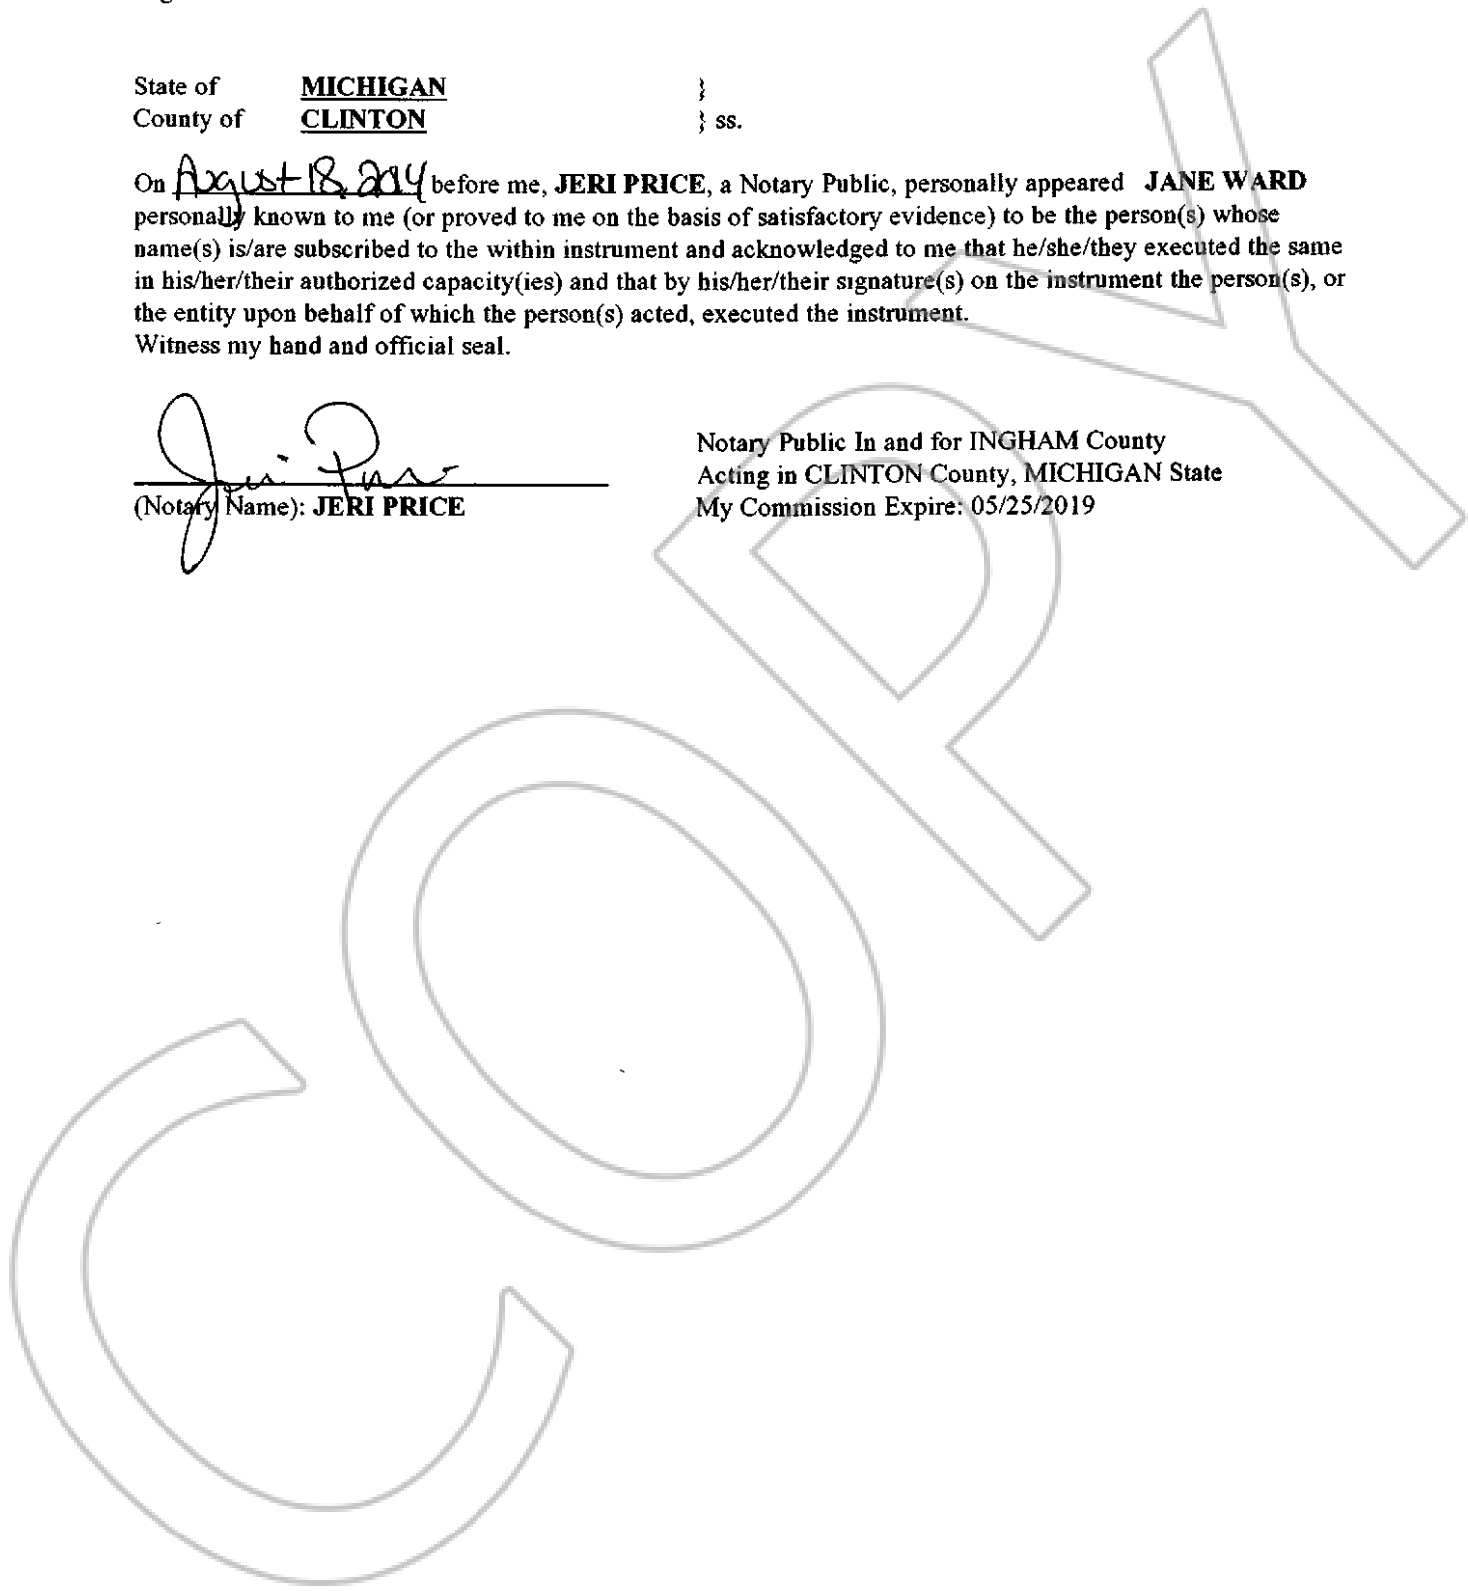 State of MICHIGAN }
County of CLINTON } ss.
On August 18, 2014 before me, JERI PRICE, a Notary Public, personally appeared JANE WARD
personally known to me (or proved to me on the basis of satisfactory evidence) to be the person(s) whose
name(s) is/are subscribed to the within instrument and acknowledged to me that he/she/they executed the same
in his/her/their authorized capacity(ies) and that by his/her/their signature(s) on the instrument the person(s), or
the entity upon behalf of which the person(s) acted, executed the instrument.
Witness my hand and official seal.
Jeri Price
(Notary Name): JERI PRICE
Notary Public In and for INGHAM County
Acting in CLINTON County, MICHIGAN State
My Commission Expire: 05/25/2019
COPY